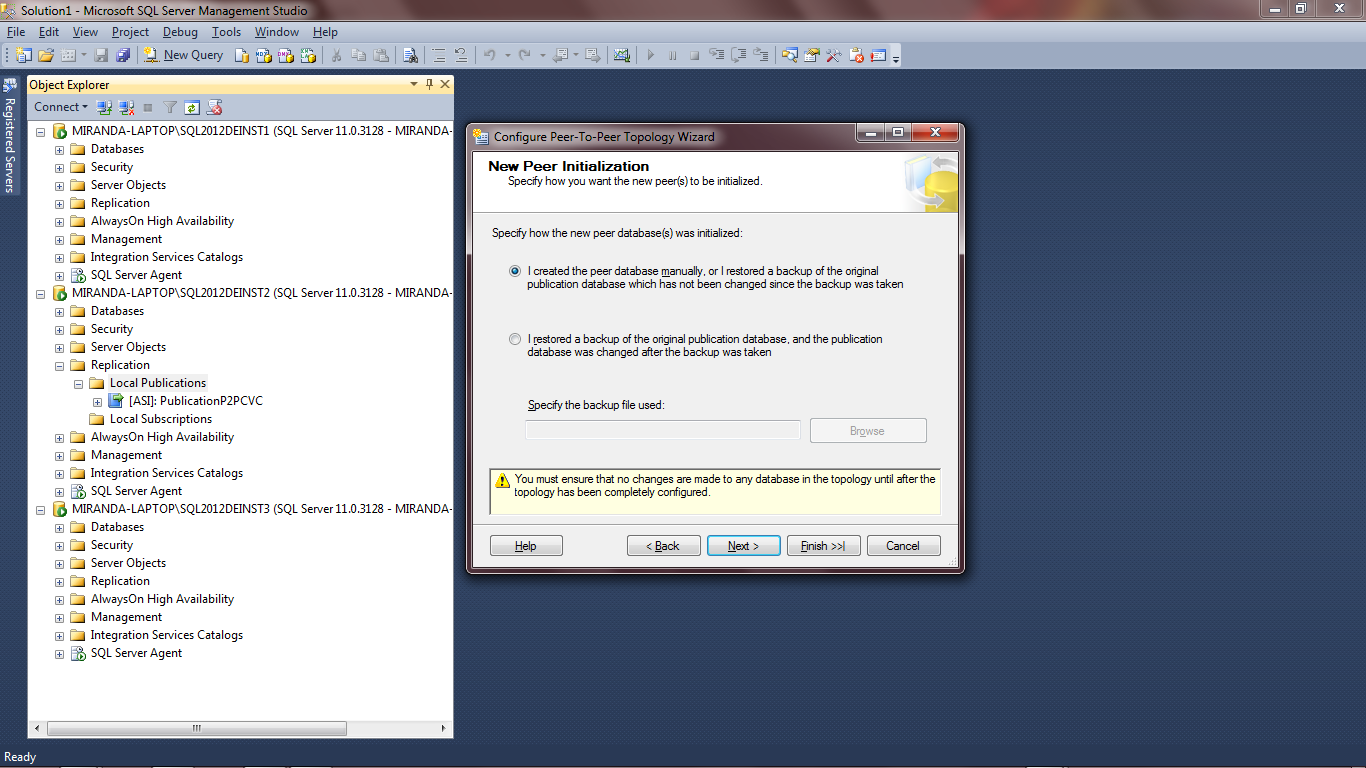 Solution1 - Microsoft SQL Server Management Studio
File Edit View Project Debug Tools Window Help
New Query
Registered Servers
Object Explorer
Connect
MIRANDA-LAPTOP\SQL2012DEINST1 (SQL Server 11.0.3128 - MIRANDA-
Databases
Security
Server Objects
Replication
AlwaysOn High Availability
Management
Integration Services Catalogs
SQL Server Agent
MIRANDA-LAPTOP\SQL2012DEINST2 (SQL Server 11.0.3128 - MIRANDA-
Databases
Security
Server Objects
Replication
Local Publications
[ASI]: PublicationP2PCVC
Local Subscriptions
AlwaysOn High Availability
Management
Integration Services Catalogs
SQL Server Agent
MIRANDA-LAPTOP\SQL2012DEINST3 (SQL Server 11.0.3128 - MIRANDA-
Databases
Security
Server Objects
Replication
AlwaysOn High Availability
Management
Integration Services Catalogs
SQL Server Agent
Configure Peer-To-Peer Topology Wizard
New Peer Initialization
Specify how you want the new peer(s) to be initialized.
Specify how the new peer database(s) was initialized:
I created the peer database manually, or I restored a backup of the original
publication database which has not been changed since the backup was taken
I restored a backup of the original publication database, and the publication
database was changed after the backup was taken
Specify the backup file used:
Browse
You must ensure that no changes are made to any database in the topology until after the
topology has been completely configured.
Help
< Back
Next >
Finish >>|
Cancel
Ready